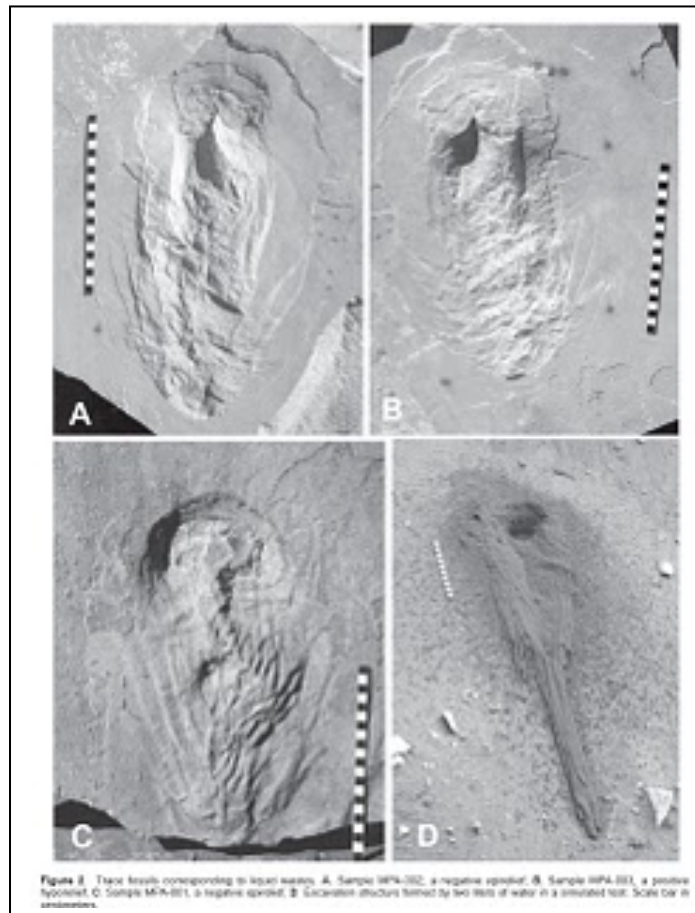 A
B
C
D
Figure 2. Trace fossils corresponding to liquid wastes. A. Sample MPA-002, a negative epirelief. B. Sample MPA-003, a positive
hyporelief. C. Sample MPA-001, a negative epirelief. D. Excavation structure formed by two liters of water in a simulated test. Scale bar in
centimeters.